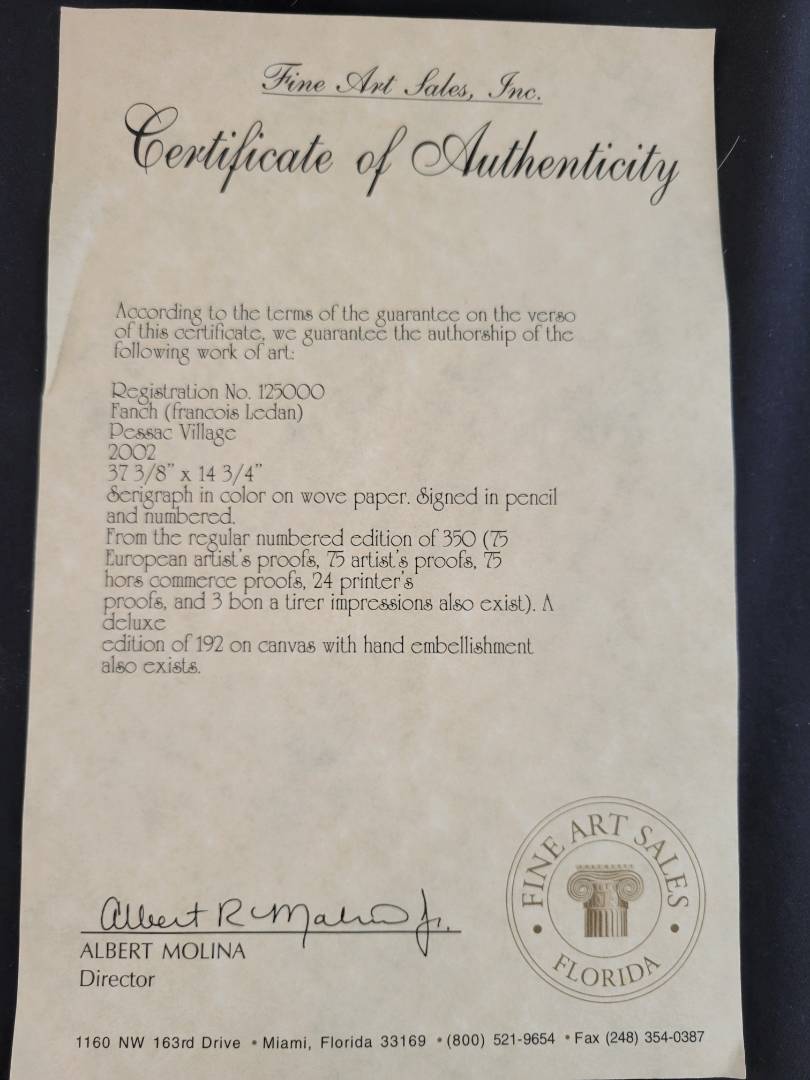 Fine Art Sales, Inc.
Certificate of Authenticity
According to the terms of the guarantee on the verso
of this certificate, we guarantee the authorship of the
following work of art:
Registration No. 125000
Fanch (francois Ledan)
Pessac Village
2002
37 3/8" x 14 3/4"
Serigraph in color on wove paper. Signed in pencil
and numbered.
From the regular numbered edition of 350 (75
European artist's proofs, 75 artist's proofs, 75
hors commerce proofs, 24 printer's
proofs, and 3 bon a tirer impressions also exist). A
deluxe
edition of 192 on canvas with hand embellishment
also exists.
FINE ART SALES
• FLORIDA •
Albert R Molina Jr.
ALBERT MOLINA
Director
1160 NW 163rd Drive • Miami, Florida 33169 • (800) 521-9654 • Fax (248) 354-0387